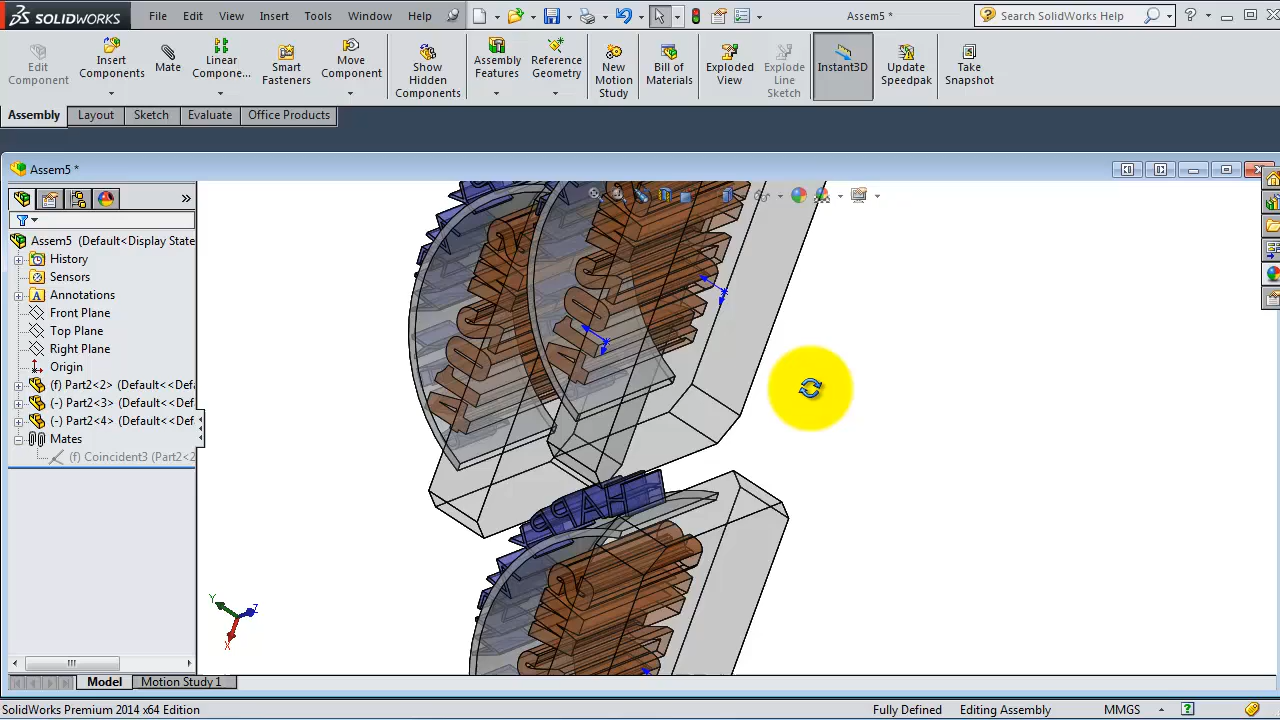 SOLIDWORKS File Edit View Insert Tools Window Help Assem5 * Search SolidWorks Help
Edit Component
Insert Components
Mate
Linear Compone...
Smart Fasteners
Move Component
Show Hidden Components
Assembly Features
Reference Geometry
New Motion Study
Bill of Materials
Exploded View
Explode Line Sketch
Instant3D
Update Speedpak
Take Snapshot
Assembly Layout Sketch Evaluate Office Products
Assem5 *
Assem5 (Default<Display State
History
Sensors
Annotations
Front Plane
Top Plane
Right Plane
Origin
(f) Part2<2> (Default<<Def
(-) Part2<3> (Default<<Def
(-) Part2<4> (Default<<Def
Mates
(f) Coincident3 (Part2<2
HAPP
Y
Z
X
Model Motion Study 1
SolidWorks Premium 2014 x64 Edition Fully Defined Editing Assembly MMGS